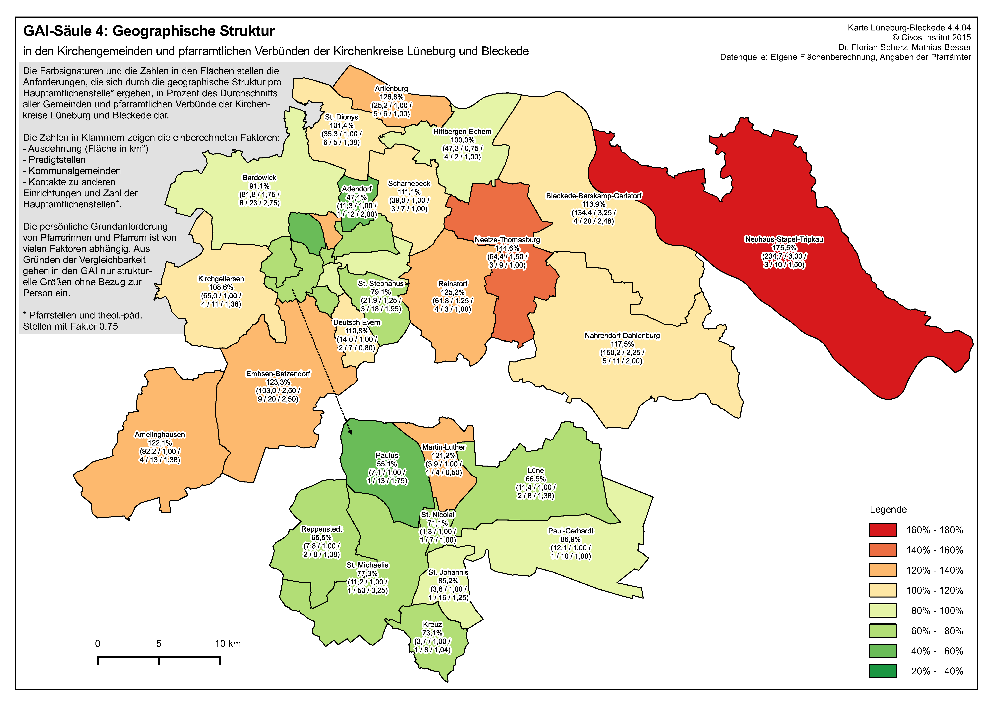 GAI-Säule 4: Geographische Struktur
in den Kirchengemeinden und pfarramtlichen Verbünden der Kirchenkreise Lüneburg und Bleckede
Karte Lüneburg-Bleckede 4.4.04
© Civos Institut 2015
Dr. Florian Scherz, Mathias Besser
Datenquelle: Eigene Flächenberechnung, Angaben der Pfarrämter
Die Farbsignaturen und die Zahlen in den Flächen stellen die
Anforderungen, die sich durch die geographische Struktur pro
Hauptamtlichenstelle* ergeben, in Prozent des Durchschnitts
aller Gemeinden und pfarramtlichen Verbünde der Kirchen-
kreise Lüneburg und Bleckede dar.
Die Zahlen in Klammern zeigen die einberechneten Faktoren:
- Ausdehnung (Fläche in km²)
- Predigtstellen
- Kommunalgemeinden
- Kontakte zu anderen
Einrichtungen und Zahl der
Hauptamtlichenstellen*.
Die persönliche Grundanforderung
von Pfarrerinnen und Pfarrern ist von
vielen Faktoren abhängig. Aus
Gründen der Vergleichbarkeit
gehen in den GAI nur struktur-
elle Größen ohne Bezug zur
Person ein.
* Pfarrstellen und theol.-päd.
Stellen mit Faktor 0,75
Artlenburg
126,8%
(25,2 / 1,00 /
5 / 6 / 1,00)
St. Dionys
101,4%
(35,3 / 1,00 /
6 / 5 / 1,38)
Hittbergen-Echem
100,0%
(47,3 / 0,75 /
4 / 2 / 1,00)
Bardowick
91,1%
(81,8 / 1,75 /
6 / 23 / 2,75)
Adendorf
47,1%
(11,3 / 1,00 /
1 / 12 / 2,00)
Scharnebeck
111,1%
(39,0 / 1,00 /
3 / 7 / 1,00)
Bleckede-Barskamp-Garlstorf
113,9%
(134,4 / 3,25 /
4 / 20 / 2,48)
Neuhaus-Stapel-Tripkau
175,5%
(234,7 / 3,00 /
3 / 10 / 1,50)
Neetze-Thomasburg
144,6%
(64,4 / 1,50 /
3 / 9 / 1,00)
Kirchgellersen
108,6%
(65,0 / 1,00 /
4 / 11 / 1,38)
St. Stephanus
79,1%
(21,9 / 1,25 /
3 / 18 / 1,95)
Reinstorf
125,2%
(61,8 / 1,25 /
4 / 3 / 1,00)
Deutsch Evern
110,8%
(14,0 / 1,00 /
2 / 7 / 0,80)
Nahrendorf-Dahlenburg
117,5%
(150,2 / 2,25 /
5 / 11 / 2,00)
Embsen-Betzendorf
123,3%
(103,0 / 2,50 /
9 / 20 / 2,50)
Amelinghausen
122,1%
(92,2 / 1,00 /
4 / 13 / 1,38)
Paulus
55,1%
(7,1 / 1,00 /
1 / 13 / 1,75)
Martin-Luther
121,2%
(3,9 / 1,00 /
1 / 4 / 0,50)
Lüne
66,5%
(11,4 / 1,00 /
2 / 8 / 1,38)
St. Nicolai
71,1%
(1,3 / 1,00 /
1 / 7 / 1,00)
Reppenstedt
65,5%
(7,8 / 1,00 /
2 / 8 / 1,38)
Paul-Gerhardt
86,9%
(12,1 / 1,00 /
1 / 10 / 1,00)
St. Michaelis
77,3%
(11,2 / 1,00 /
1 / 53 / 3,25)
St. Johannis
85,2%
(3,6 / 1,00 /
1 / 16 / 1,25)
Kreuz
73,1%
(3,7 / 1,00 /
1 / 8 / 1,04)
Legende
160% - 180%
140% - 160%
120% - 140%
100% - 120%
80% - 100%
60% - 80%
40% - 60%
20% - 40%
0 5 10 km